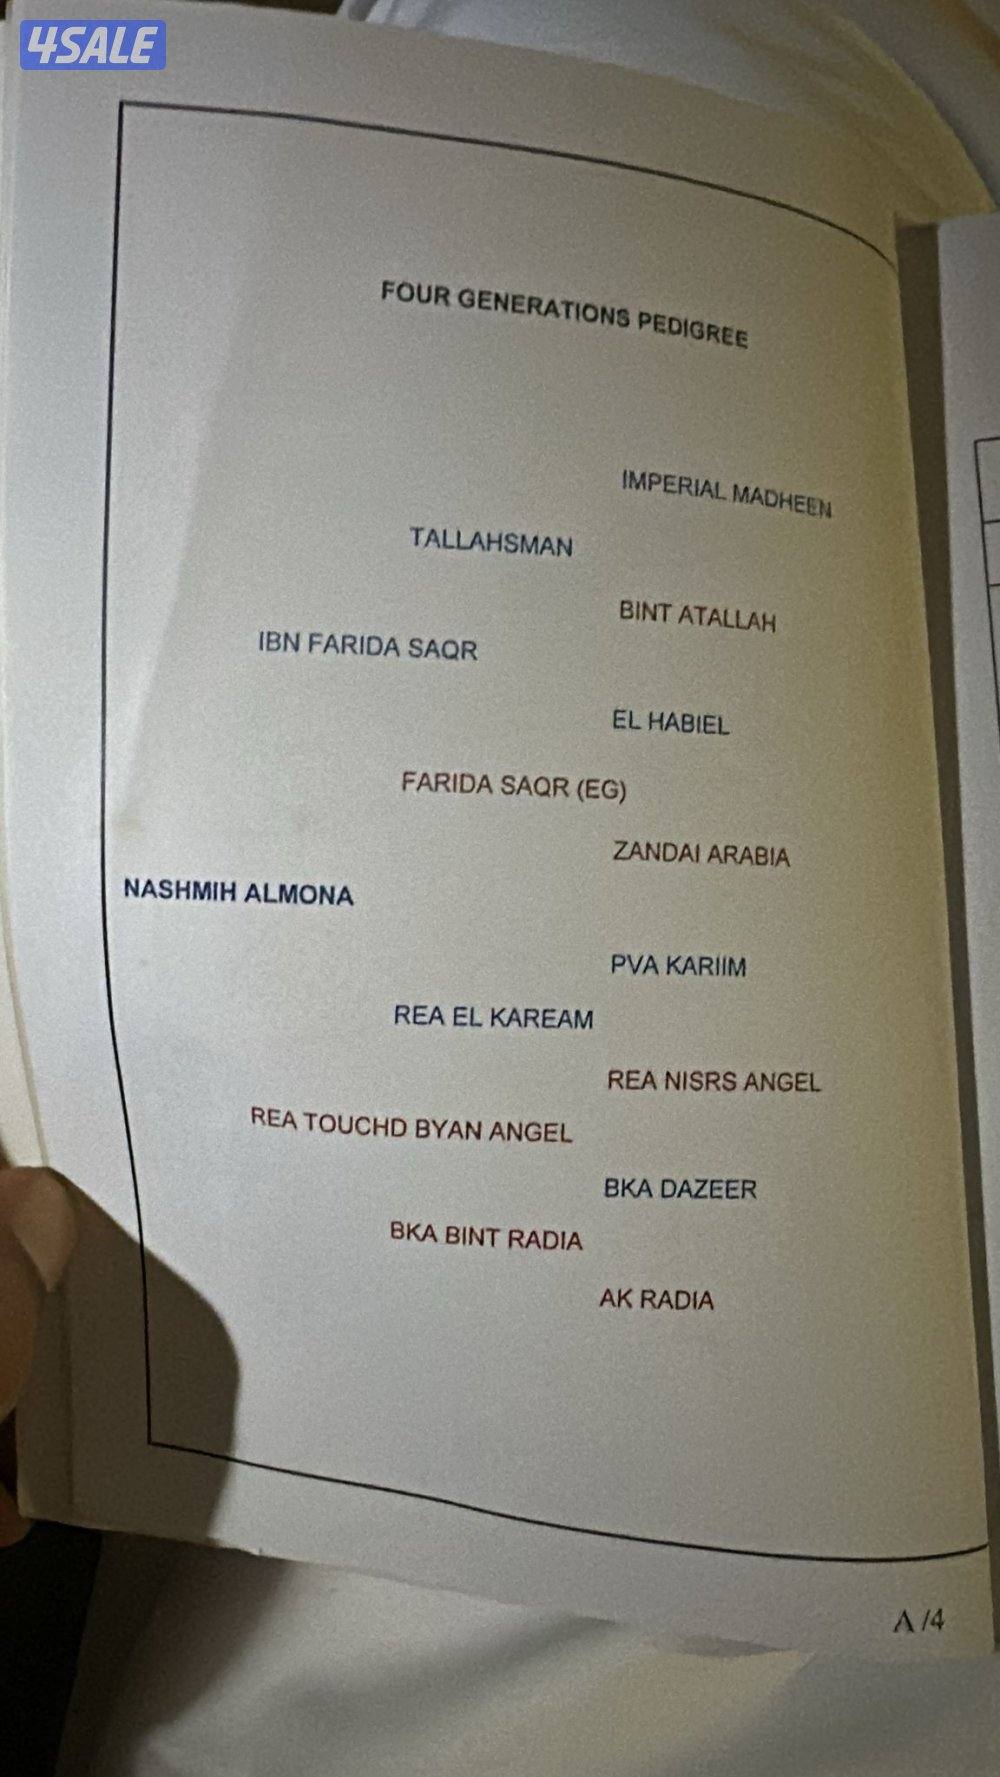 4SALE
FOUR GENERATIONS PEDIGREE
IMPERIAL MADHEEN
TALLAHSMAN
BINT ATALLAH
IBN FARIDA SAQR
EL HABIEL
FARIDA SAQR (EG)
ZANDAI ARABIA
NASHMIH ALMONA
PVA KARIIM
REA EL KAREAM
REA NISRS ANGEL
REA TOUCHD BYAN ANGEL
BKA DAZEER
BKA BINT RADIA
AK RADIA
A /4